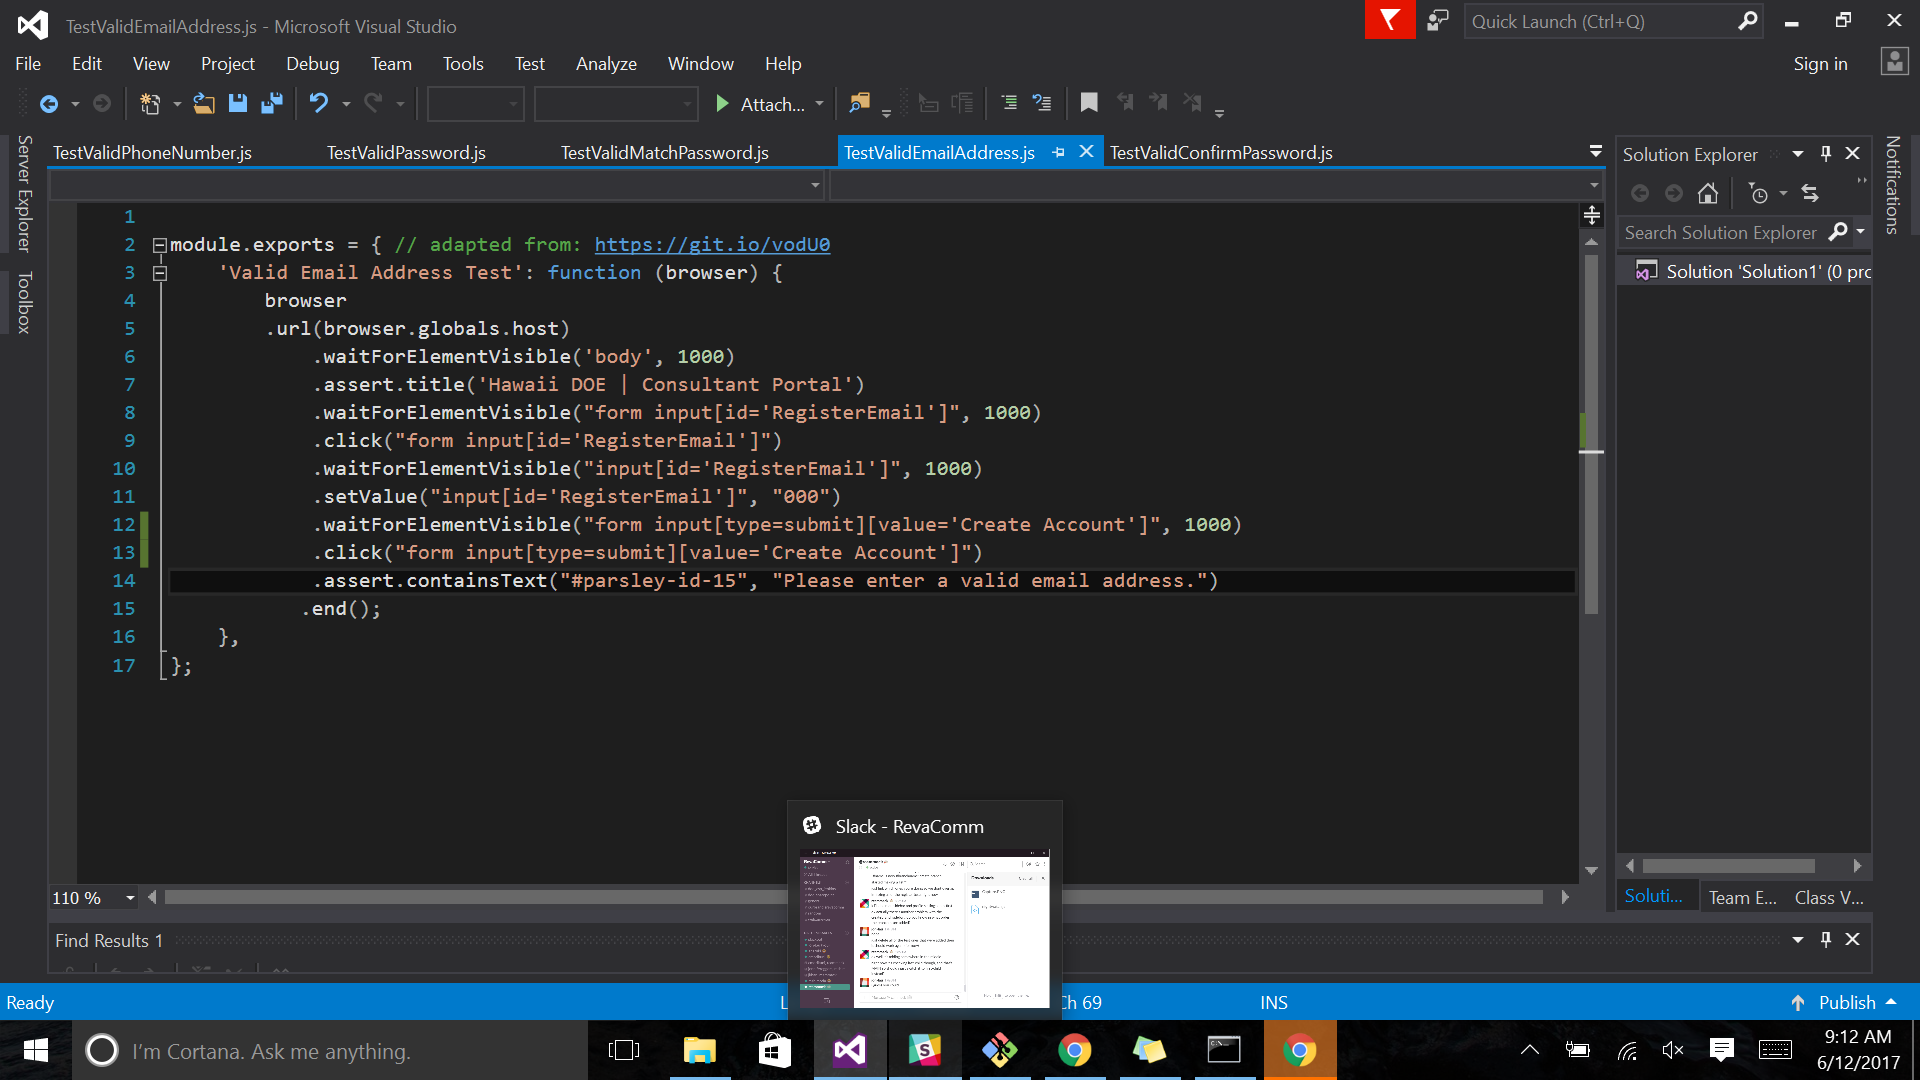 TestValidEmailAddress.js - Microsoft Visual Studio
Quick Launch (Ctrl+Q)
File Edit View Project Debug Team Tools Test Analyze Window Help
Sign in
Attach...
Server Explorer
Toolbox
TestValidPhoneNumber.js TestValidPassword.js TestValidMatchPassword.js TestValidEmailAddress.js TestValidConfirmPassword.js
1
2 module.exports = { // adapted from: https://git.io/vodU0
3 'Valid Email Address Test': function (browser) {
4 browser
5 .url(browser.globals.host)
6 .waitForElementVisible('body', 1000)
7 .assert.title('Hawaii DOE | Consultant Portal')
8 .waitForElementVisible("form input[id='RegisterEmail']", 1000)
9 .click("form input[id='RegisterEmail']")
10 .waitForElementVisible("input[id='RegisterEmail']", 1000)
11 .setValue("input[id='RegisterEmail']", "000")
12 .waitForElementVisible("form input[type=submit][value='Create Account']", 1000)
13 .click("form input[type=submit][value='Create Account']")
14 .assert.containsText("#parsley-id-15", "Please enter a valid email address.")
15 .end();
16 },
17 };
Solution Explorer
Search Solution Explorer
Solution 'Solution1' (0 prc
Notifications
Soluti... Team E... Class V...
110 %
Find Results 1
Slack - RevaComm
Ready
Ch 69
INS
Publish
I'm Cortana. Ask me anything.
9:12 AM
6/12/2017